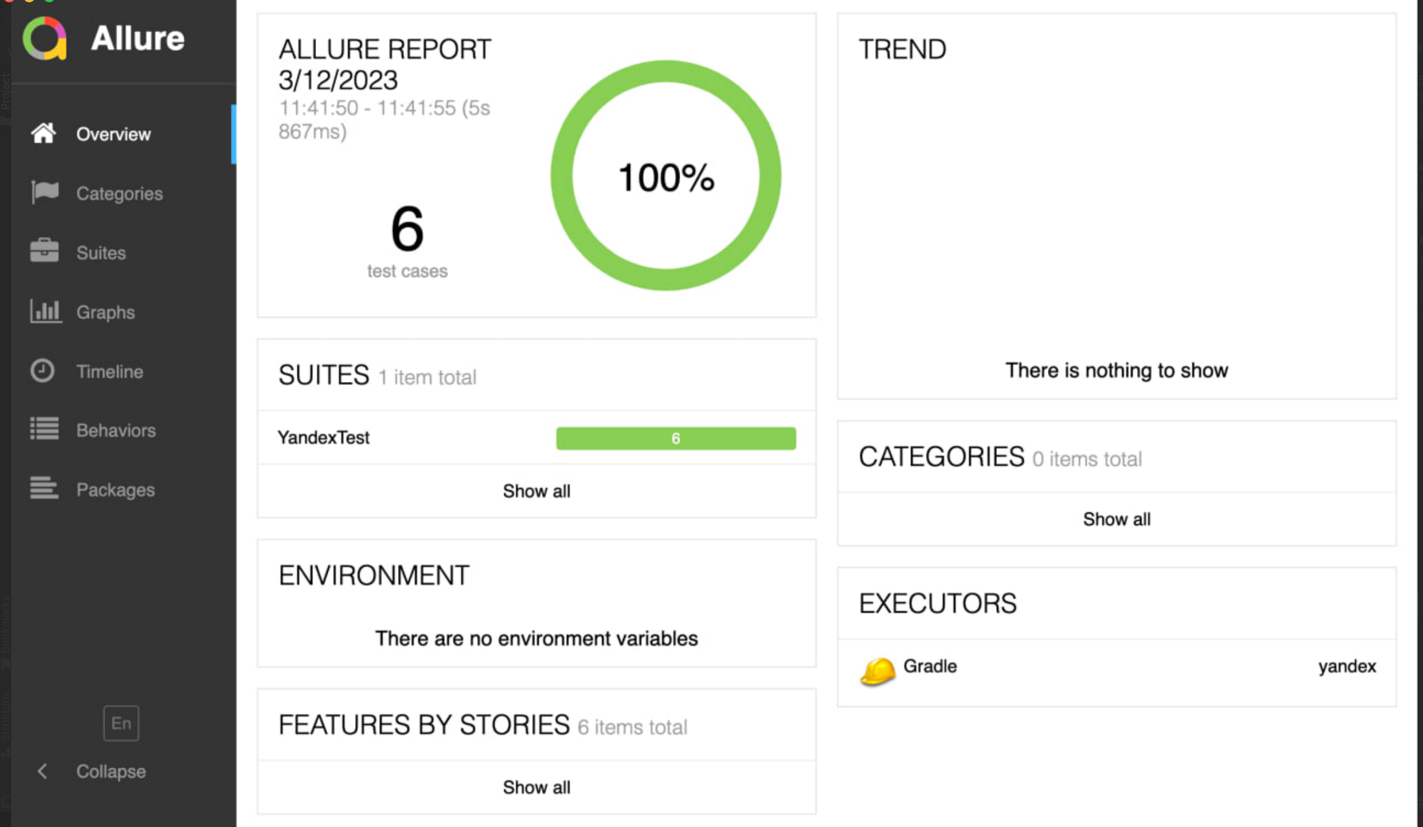 Allure
Overview
Categories
Suites
Graphs
Timeline
Behaviors
Packages
En
Collapse
ALLURE REPORT
3/12/2023
11:41:50 - 11:41:55 (5s
867ms)
6
test cases
100%
SUITES 1 item total
YandexTest 6
Show all
ENVIRONMENT
There are no environment variables
FEATURES BY STORIES 6 items total
Show all
TREND
There is nothing to show
CATEGORIES 0 items total
Show all
EXECUTORS
Gradle yandex
Project
Bookmarks
Structure